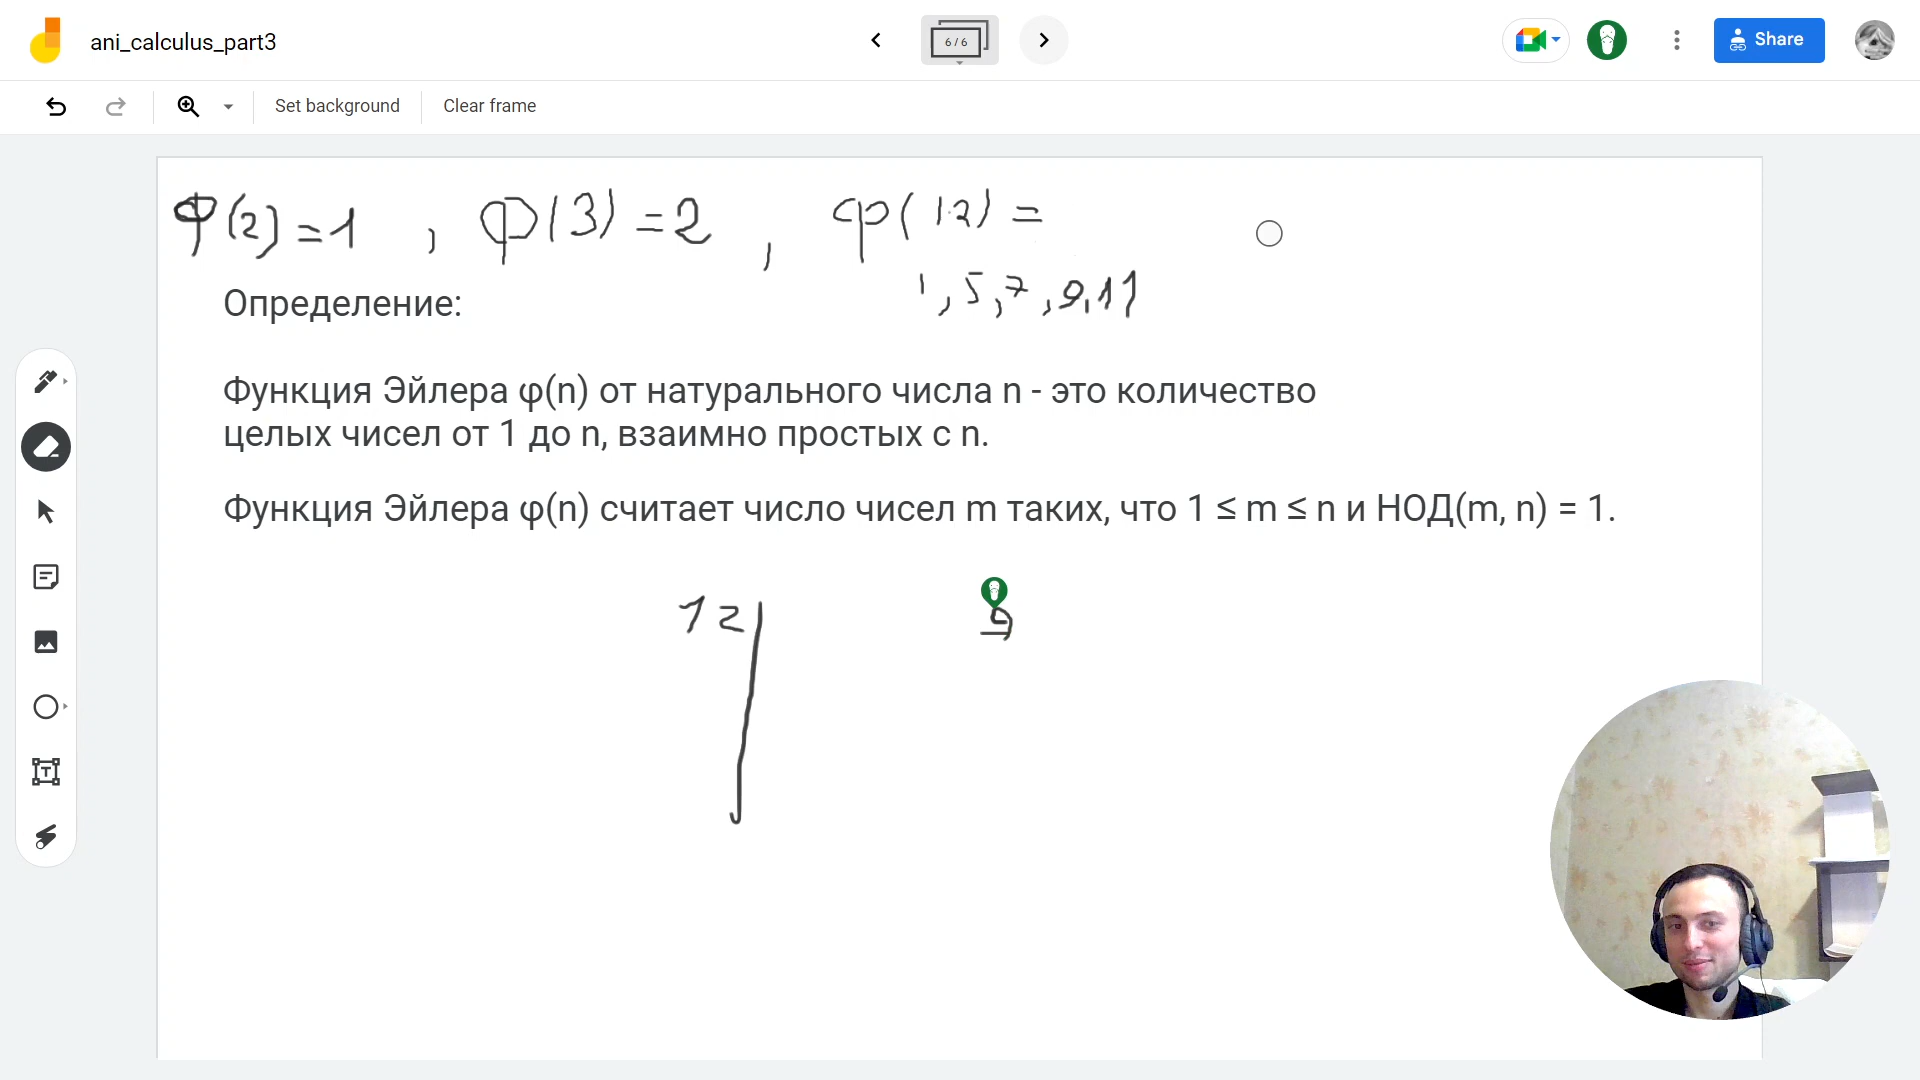 ani_calculus_part3
6 / 6
Share
Set background
Clear frame
φ(2) = 1 , φ(3) = 2 , φ(12) =
1, 5, 7, 9, 11
Определение:
Функция Эйлера φ(n) от натурального числа n - это количество
целых чисел от 1 до n, взаимно простых с n.
Функция Эйлера φ(n) считает число чисел m таких, что 1 ≤ m ≤ n и НОД(m, n) = 1.
12
9